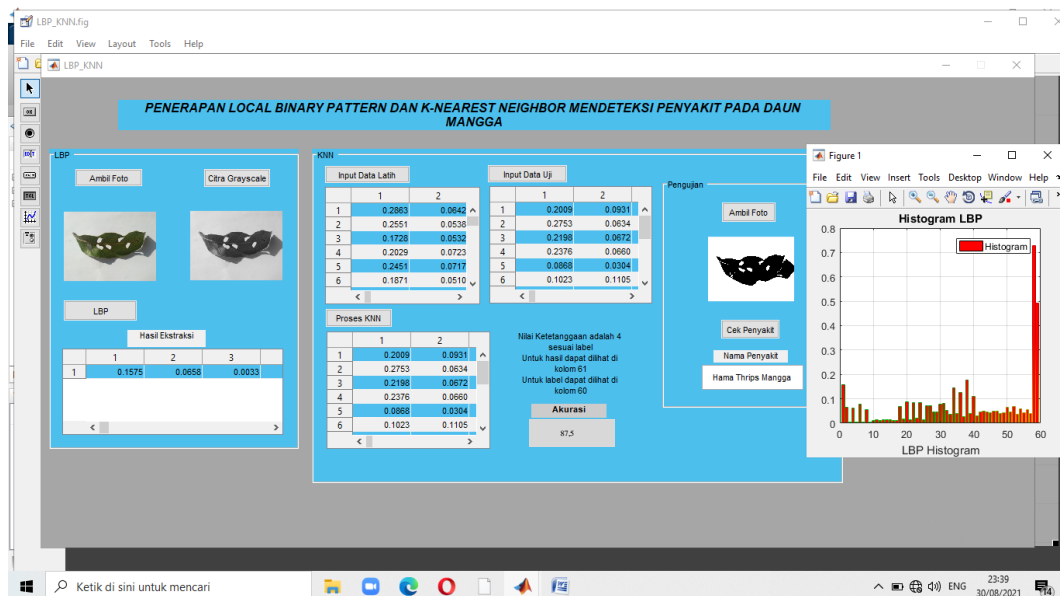 LBP_KNN.fig
File Edit View Layout Tools Help
LBP_KNN
PENERAPAN LOCAL BINARY PATTERN DAN K-NEAREST NEIGHBOR MENDETEKSI PENYAKIT PADA DAUN
MANGGA
LBP
Ambil Foto Citra Grayscale
LBP
Hasil Ekstraksi
1 2 3
1 0.1575 0.0658 0.0033
KNN
Input Data Latih
1 2
1 0.2863 0.0642
2 0.2551 0.0538
3 0.1728 0.0532
4 0.2029 0.0723
5 0.2451 0.0717
6 0.1871 0.0510
Input Data Uji
1 2
1 0.2009 0.0931
2 0.2753 0.0634
3 0.2198 0.0672
4 0.2376 0.0660
5 0.0868 0.0304
6 0.1023 0.1105
Proses KNN
1 2
1 0.2009 0.0931
2 0.2753 0.0634
3 0.2198 0.0672
4 0.2376 0.0660
5 0.0868 0.0304
6 0.1023 0.1105
Nilai Ketetanggaan adalah 4
sesuai label
Untuk hasil dapat dilihat di
kolom 61
Untuk label dapat dilihat di
kolom 60
Akurasi
87,5
Pengujian
Ambil Foto
Cek Penyakit
Nama Penyakit
Hama Thrips Mangga
Figure 1
File Edit View Insert Tools Desktop Window Help
Histogram LBP
Histogram
0.8
0.7
0.6
0.5
0.4
0.3
0.2
0.1
0
0 10 20 30 40 50 60
LBP Histogram
Ketik di sini untuk mencari
ENG
23:39
30/08/2021
14